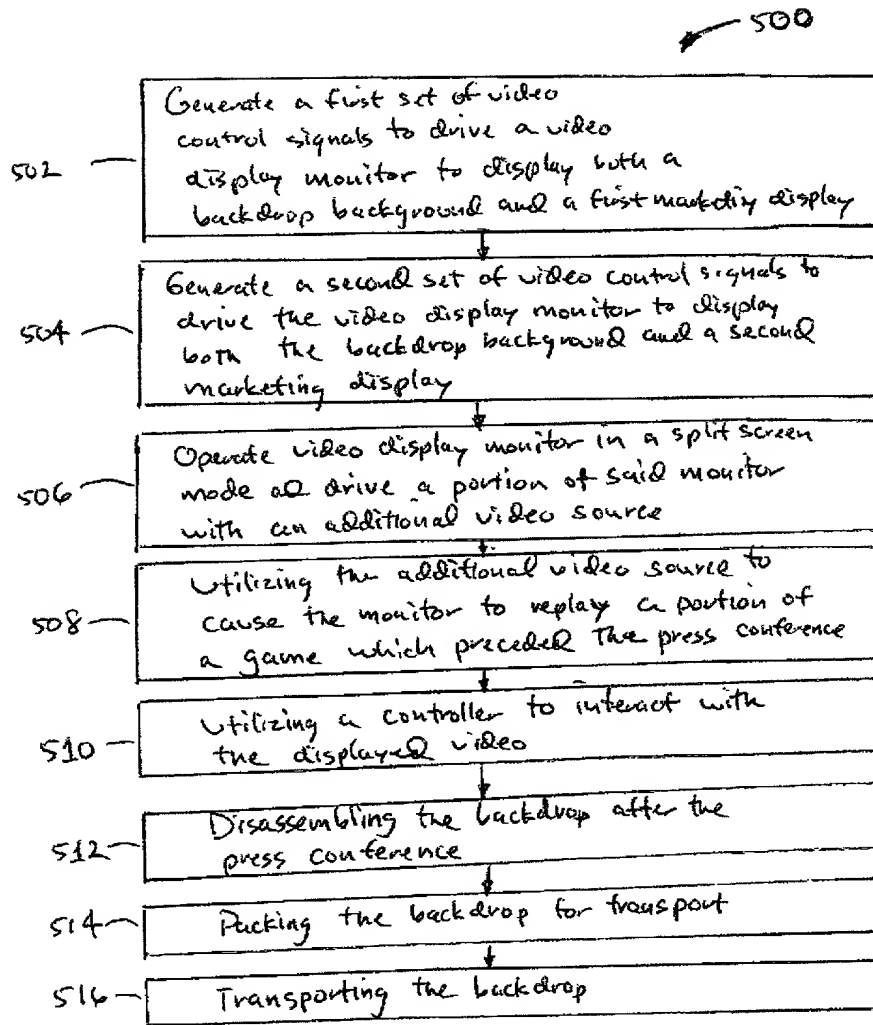 500
502
Generate a first set of video
control signals to drive a video
display monitor to display both a
backdrop background and a first marketiy display
504
Generate a second set of video control signals to
drive the video display monitor to display
both the backdrop background and a second
marketing display
506
Operate video display monitor in a split screen
mode ad drive a portion of said monitor
with an additional video source
508
Utilizing the additional video source to
cause the monitor to replay a portion of
a game which preceded the press conference
510
Utilizing a controller to interact with
the displayed video
512
Disassembling the backdrop after the
press conference
514
Packing the backdrop for transport
516
Transporting the backdrop